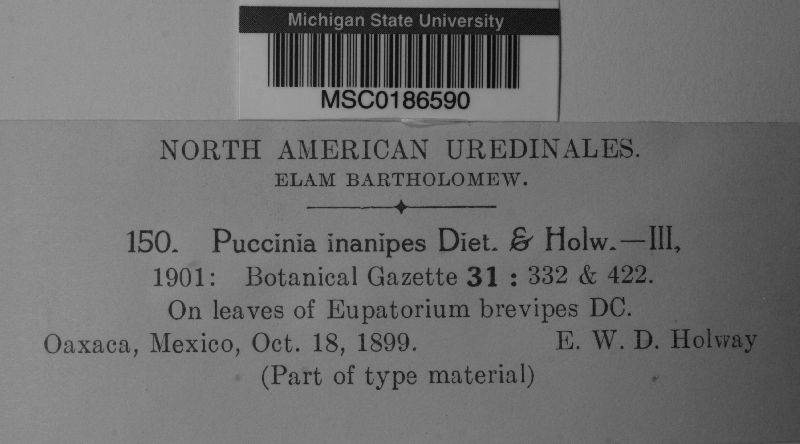 Michigan State University
MSC0186590
NORTH AMERICAN UREDINALES.
ELAM BARTHOLOMEW.
150. Puccinia inanipes Diet. & Holw.—III,
1901: Botanical Gazette 31 : 332 & 422.
On leaves of Eupatorium brevipes DC.
Oaxaca, Mexico, Oct. 18, 1899. E. W. D. Holway
(Part of type material)